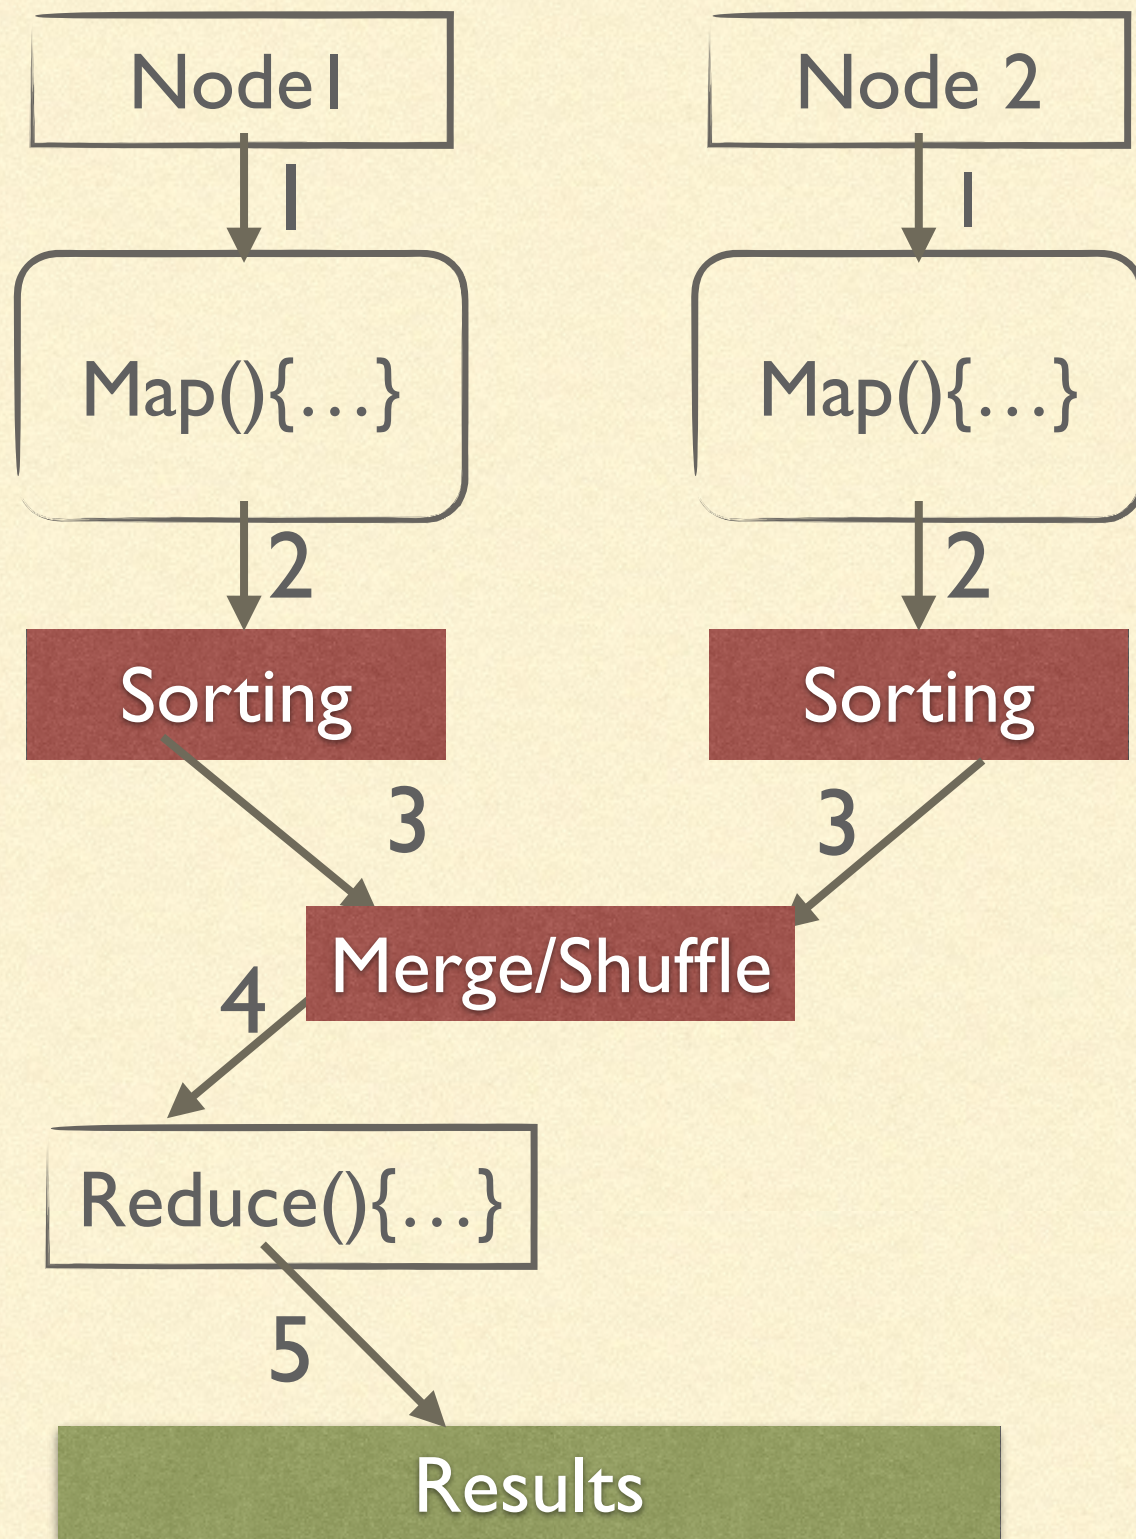 Node1
Node 2
1
1
Map(){…}
Map(){…}
2
2
Sorting
Sorting
3
3
Merge/Shuffle
4
Reduce(){…}
5
Results